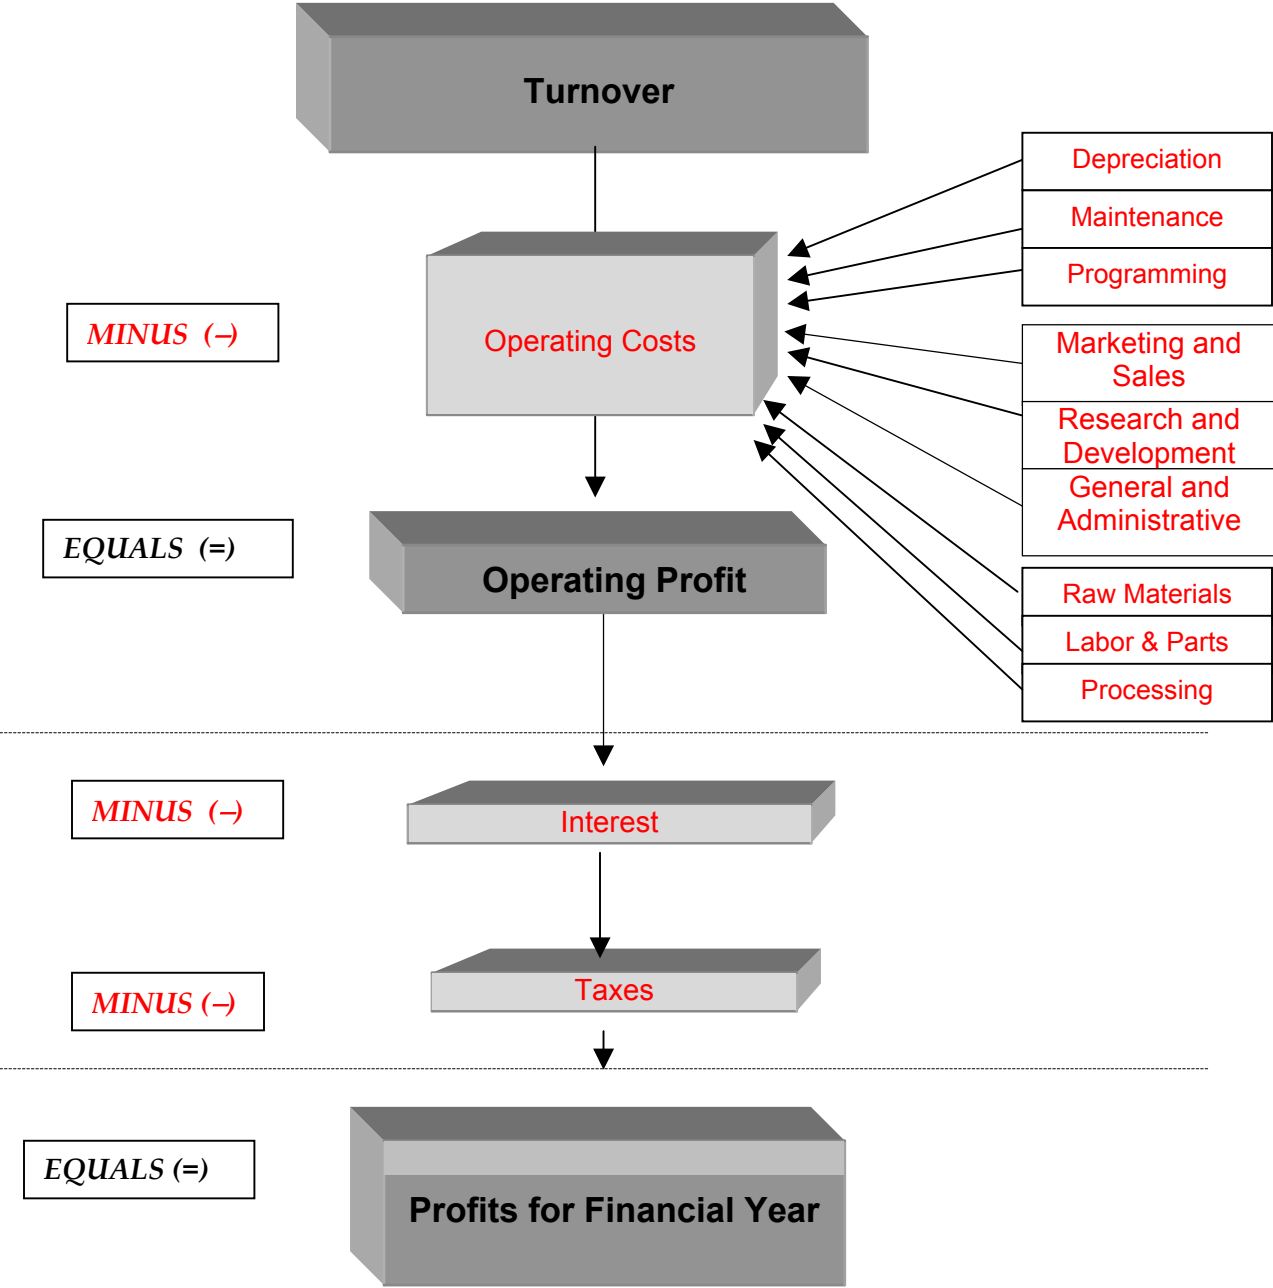 Turnover
Depreciation
Maintenance
Programming
MINUS (–)
Operating Costs
Marketing and
Sales
Research and
Development
General and
Administrative
EQUALS (=)
Operating Profit
Raw Materials
Labor & Parts
Processing
MINUS (–)
Interest
MINUS (–)
Taxes
EQUALS (=)
Profits for Financial Year